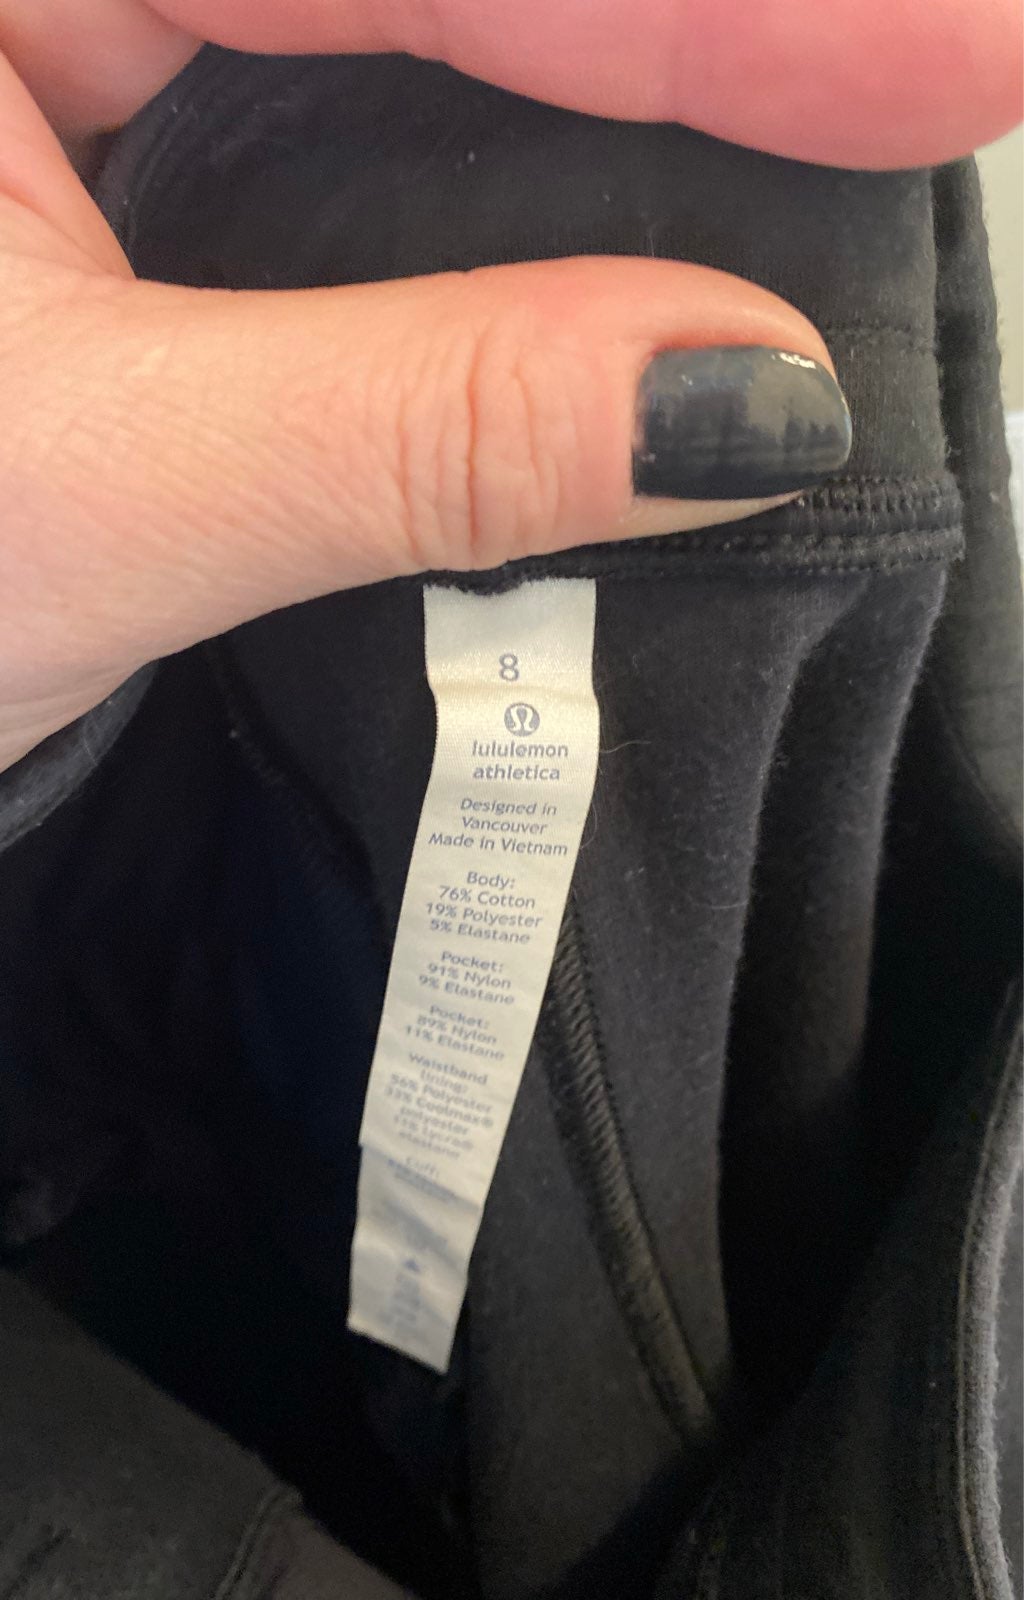 8
lululemon
athletica
Designed in
Vancouver
Made in Vietnam
Body:
76% Cotton
19% Polyester
5% Elastane
Pocket:
91% Nylon
9% Elastane
Pocket:
89% Nylon
11% Elastane
Waistband
lining:
56% Polyester
33% Coolmax®
polyester
11% Lycra®
elastane
Cuff: